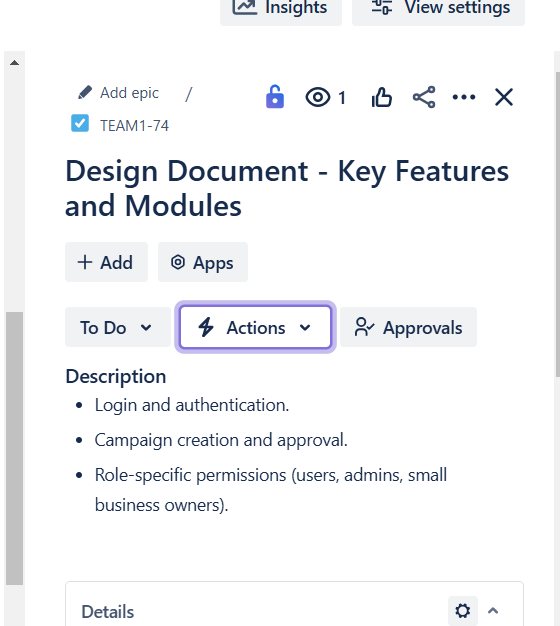 Insights View settings
Add epic /
1
TEAM1-74
Design Document - Key Features
and Modules
+ Add Apps
To Do Actions Approvals
Description
• Login and authentication.
• Campaign creation and approval.
• Role-specific permissions (users, admins, small
business owners).
Details